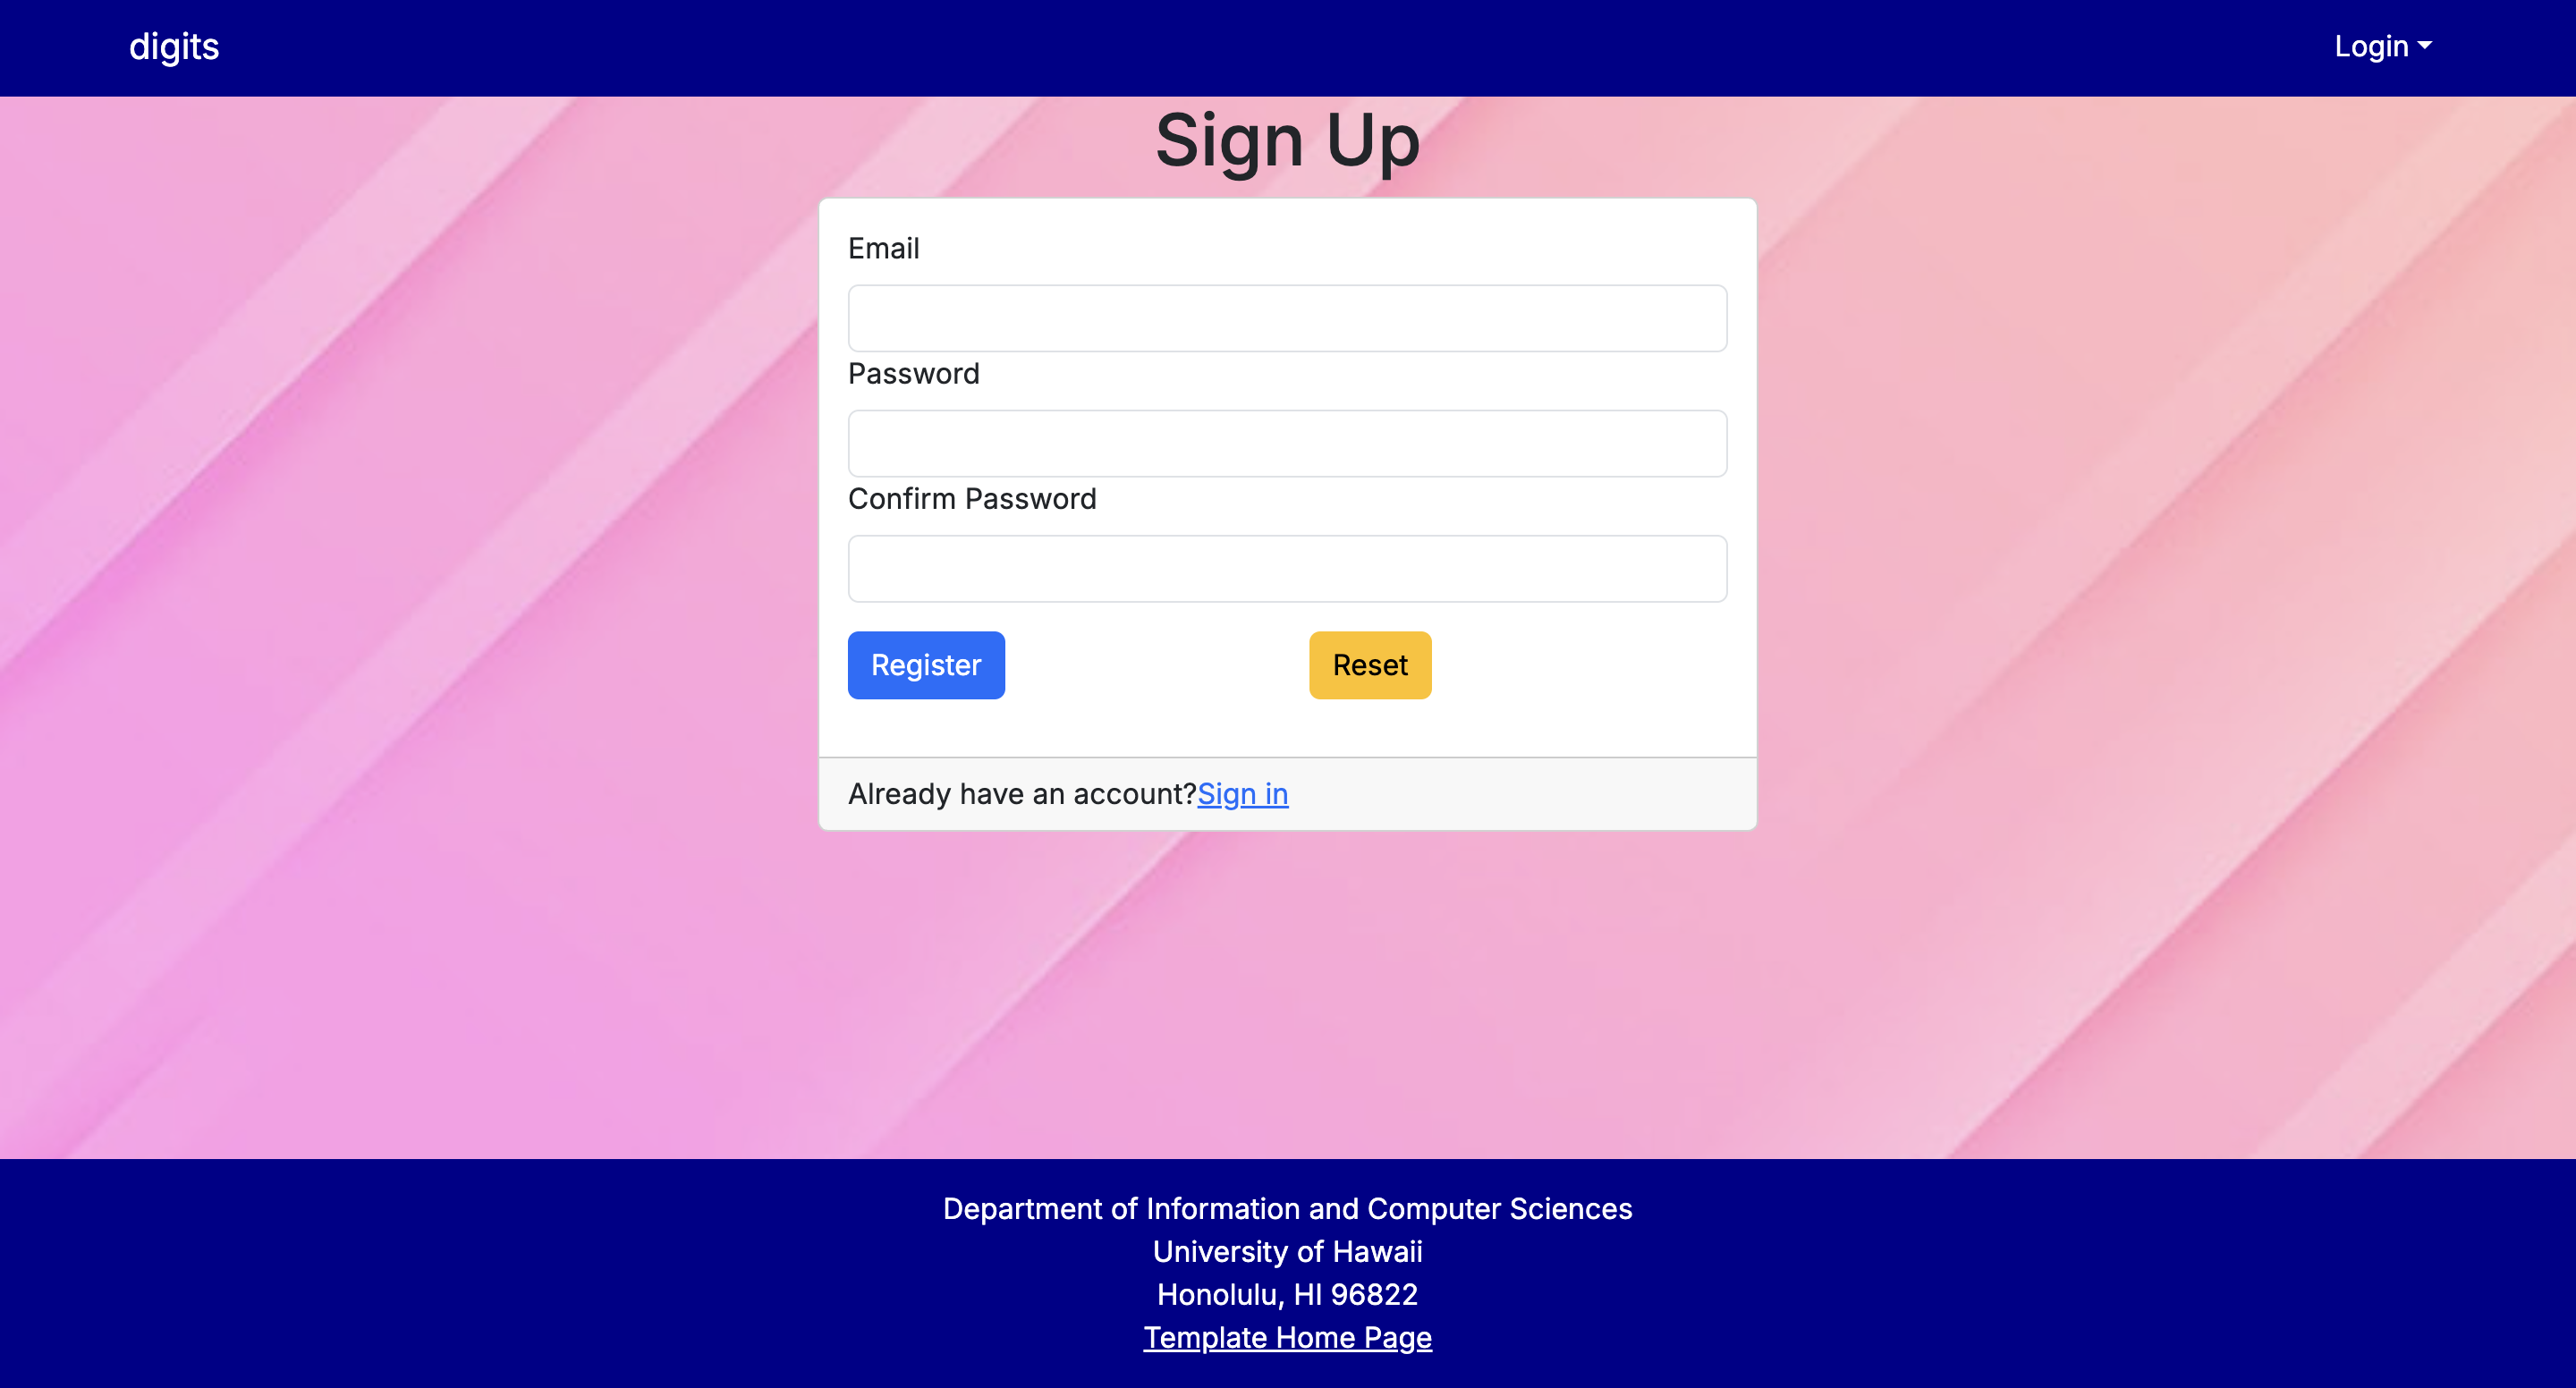 digits
Login
Sign Up
Email
Password
Confirm Password
Register
Reset
Already have an account?Sign in
Department of Information and Computer Sciences
University of Hawaii
Honolulu, HI 96822
Template Home Page